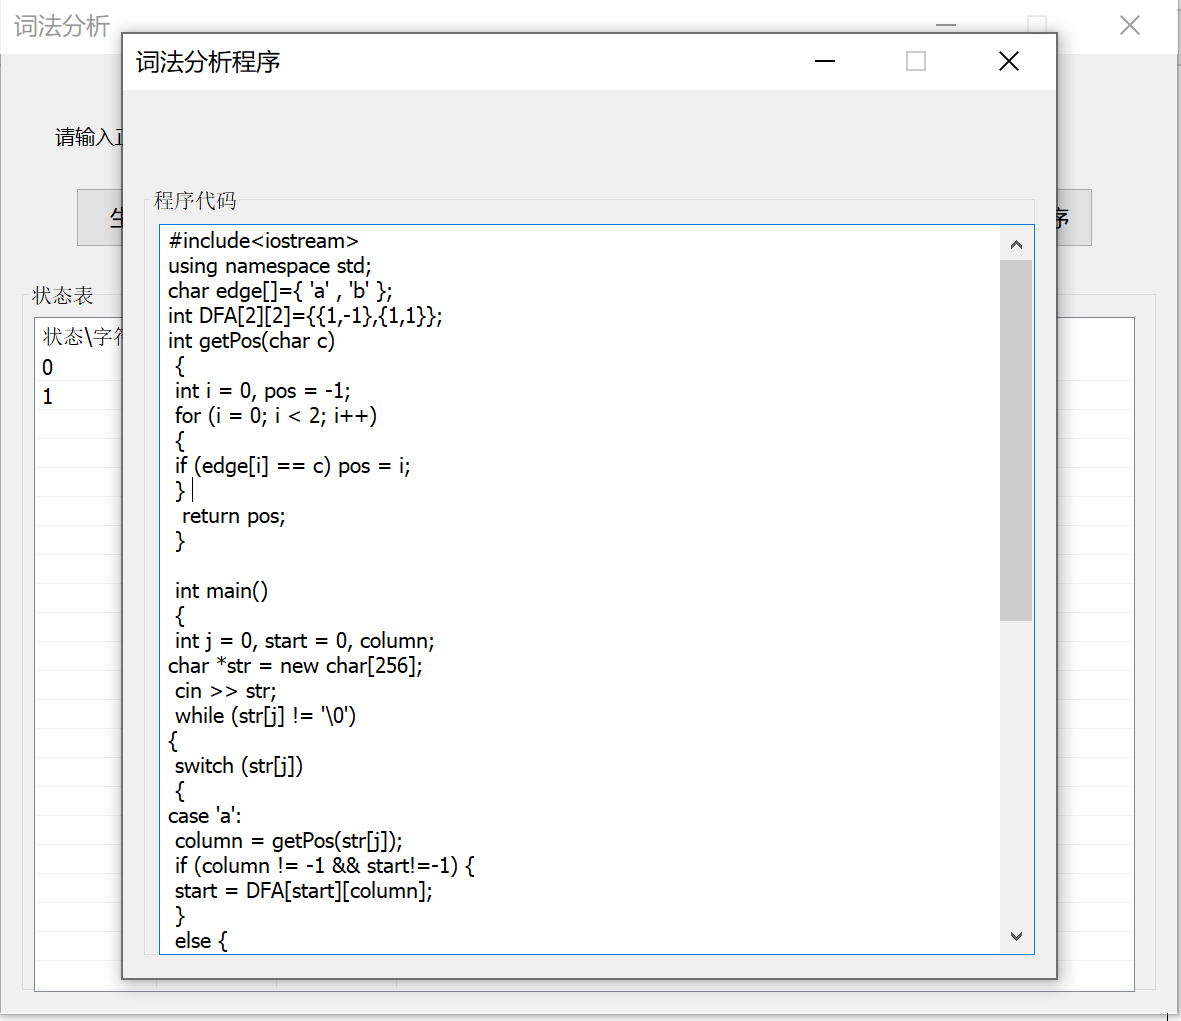 词法分析
词法分析程序
请输入
程序代码
序
状态表
状态\字
0
1
#include<iostream>
using namespace std;
char edge[]={ 'a' , 'b' };
int DFA[2][2]={{1,-1},{1,1}};
int getPos(char c)
{
int i = 0, pos = -1;
for (i = 0; i < 2; i++)
{
if (edge[i] == c) pos = i;
}
return pos;
}
int main()
{
int j = 0, start = 0, column;
char *str = new char[256];
cin >> str;
while (str[j] != '\0')
{
switch (str[j])
{
case 'a':
column = getPos(str[j]);
if (column != -1 && start!=-1) {
start = DFA[start][column];
}
else {